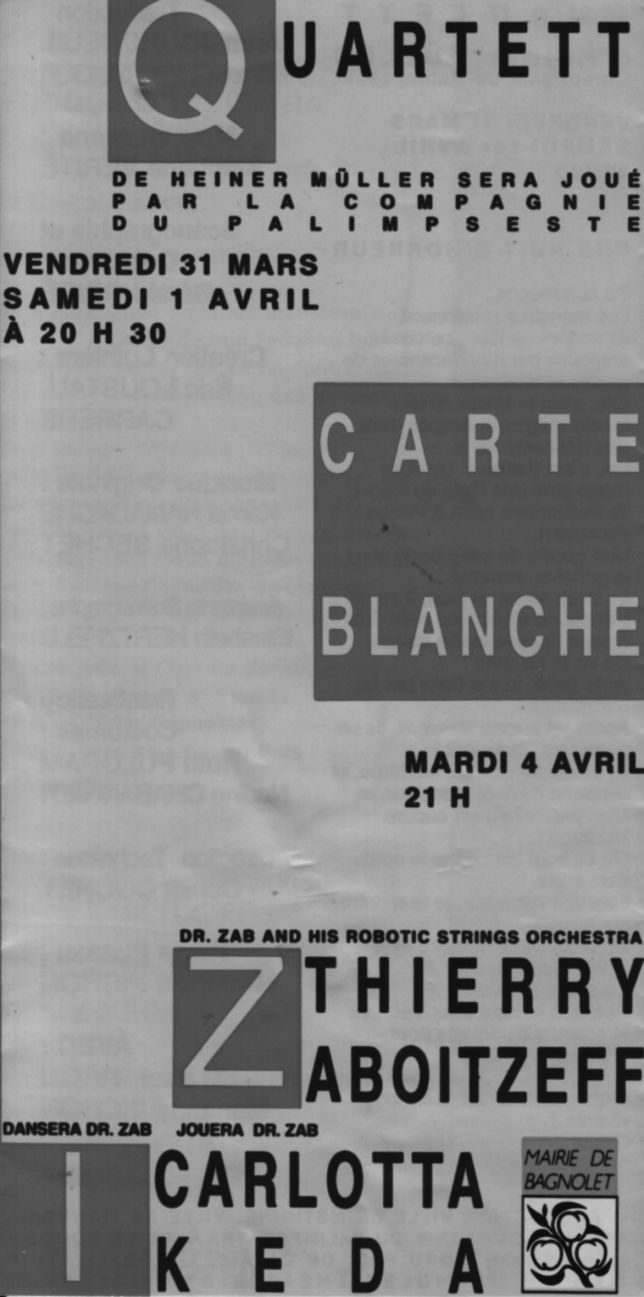 QUARTETT
DE HEINER MÜLLER SERA JOUÉ
PAR LA COMPAGNIE
DU PALIMPSESTE
VENDREDI 31 MARS
SAMEDI 1 AVRIL
À 20 H 30
CARTE
BLANCHE
MARDI 4 AVRIL
21 H
DR. ZAB AND HIS ROBOTIC STRINGS ORCHESTRA
THIERRY
ZABOITZEFF
DANSERA DR. ZAB JOUERA DR. ZAB
CARLOTTA
IKEDA
MAIRIE DE
BAGNOLET